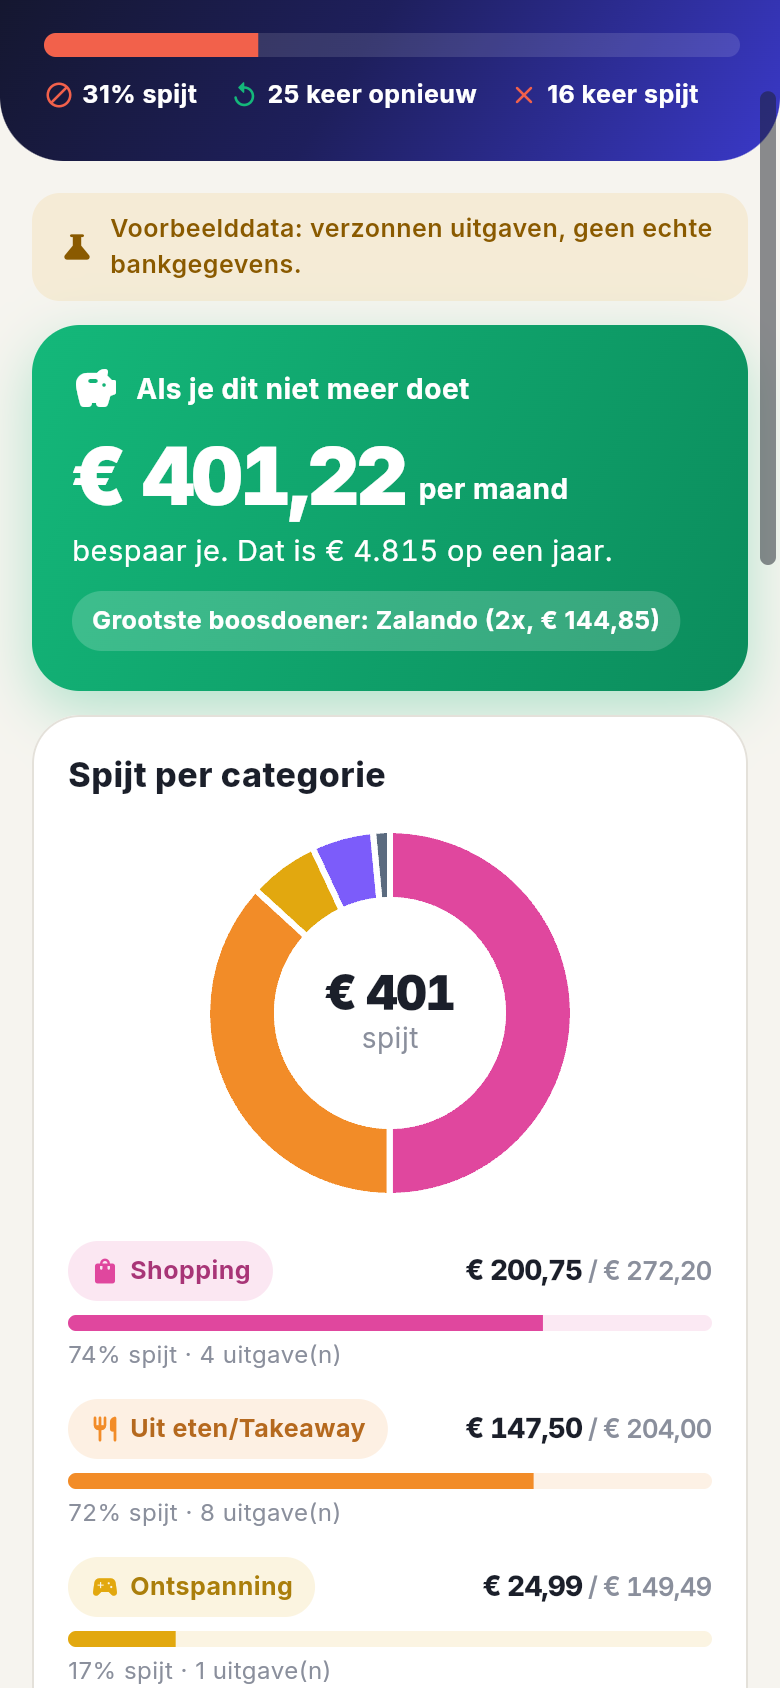 31% spijt 25 keer opnieuw 16 keer spijt
Voorbeelddata: verzonnen uitgaven, geen echte
bankgegevens.
Als je dit niet meer doet
€ 401,22 per maand
bespaar je. Dat is € 4.815 op een jaar.
Grootste boosdoener: Zalando (2x, € 144,85)
Spijt per categorie
€ 401
spijt
Shopping € 200,75 / € 272,20
74% spijt · 4 uitgave(n)
Uit eten/Takeaway € 147,50 / € 204,00
72% spijt · 8 uitgave(n)
Ontspanning € 24,99 / € 149,49
17% spijt · 1 uitgave(n)